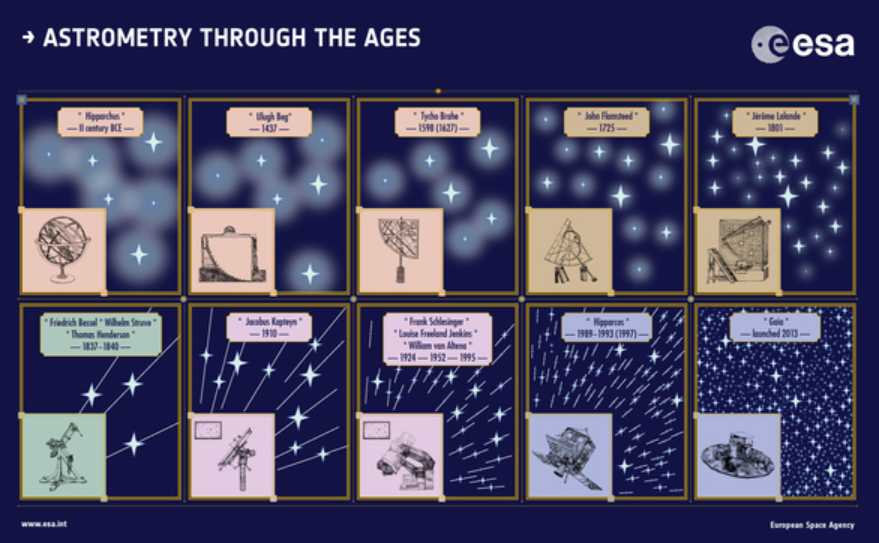 → ASTROMETRY THROUGH THE AGES
esa
* Hipparchus *
— II century BCE —
* Ulugh Beg *
— 1437 —
* Tycho Brahe *
— 1598 (1627) —
* John Flamsteed *
— 1725 —
* Jérôme Lalande *
— 1801 —
* Friedrich Bessel * Wilhelm Struve *
* Thomas Henderson *
— 1837-1840 —
* Jacobus Kapteyn *
— 1910 —
* Frank Schlesinger *
* Louise Freeland Jenkins *
* William van Altena *
— 1924 — 1952 — 1995 —
* Hipparcos *
— 1989-1993 (1997) —
* Gaia *
— launched 2013 —
www.esa.int
European Space Agency